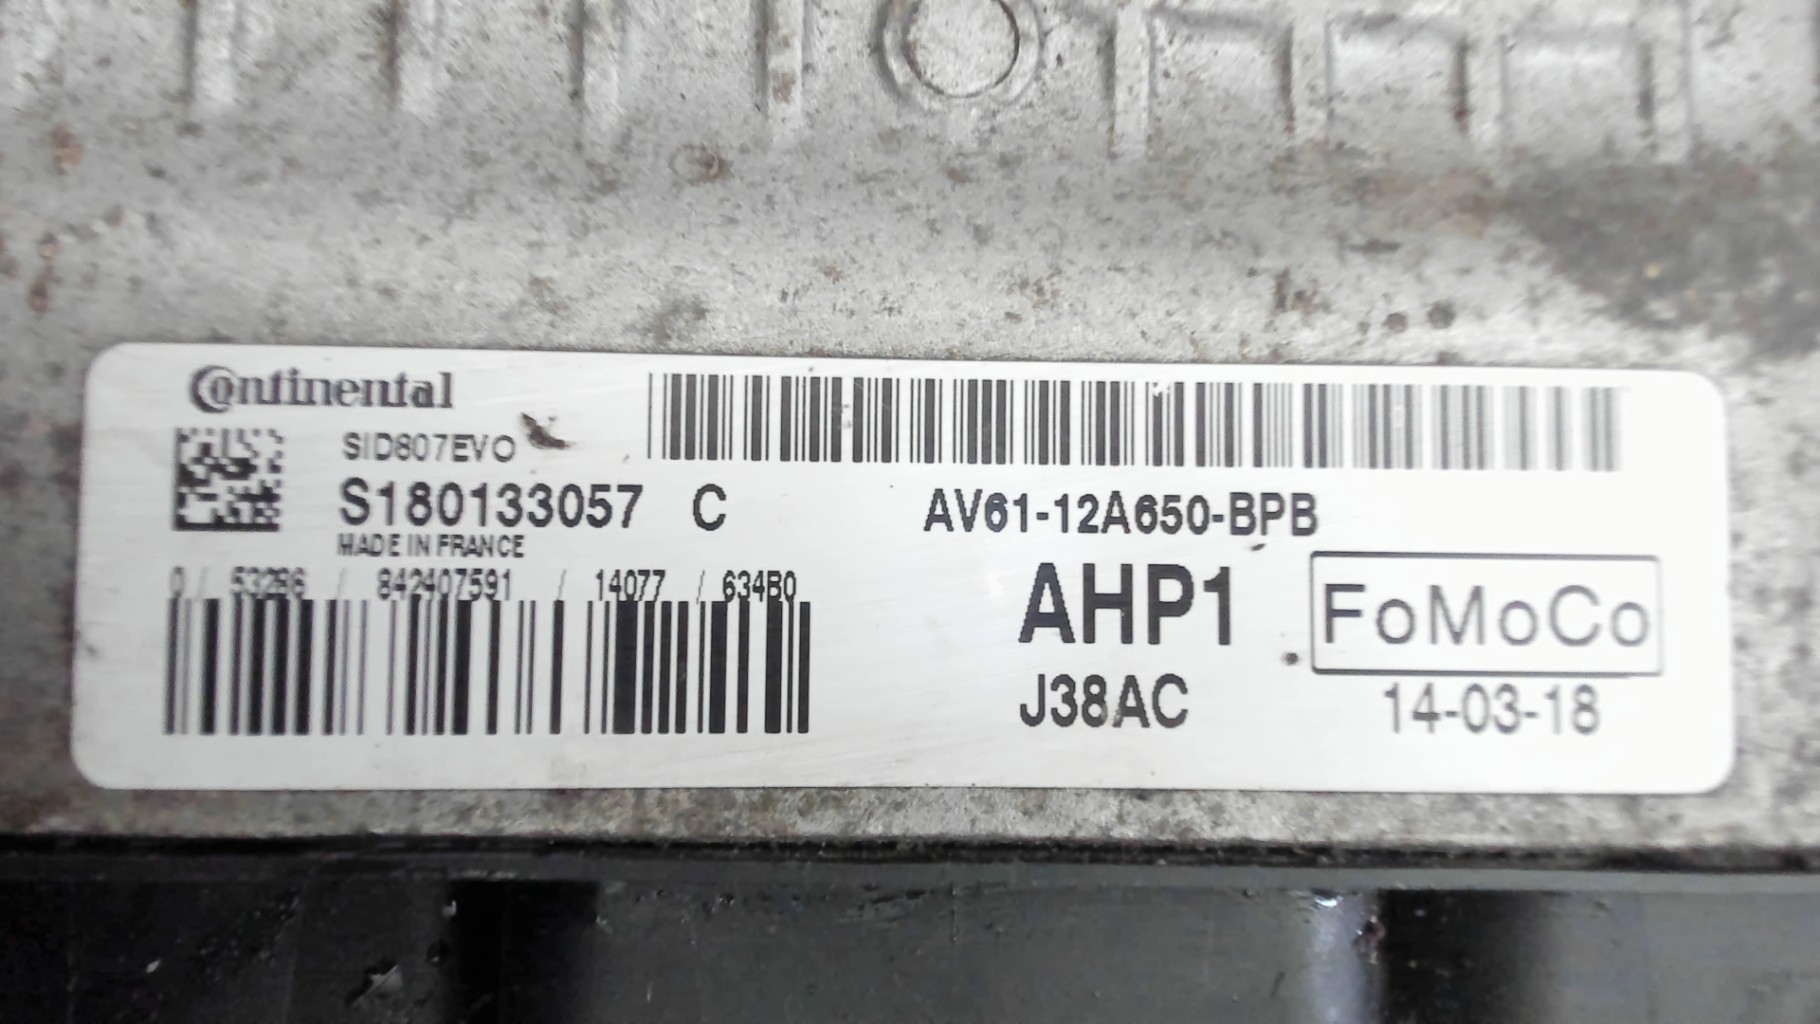 Continental
SID807EVO
S180133057 C
MADE IN FRANCE
0 / 53286 / 842407591 / 14077 / 634B0
AV61-12A650-BPB
AHP1
FoMoCo
J38AC
14-03-18